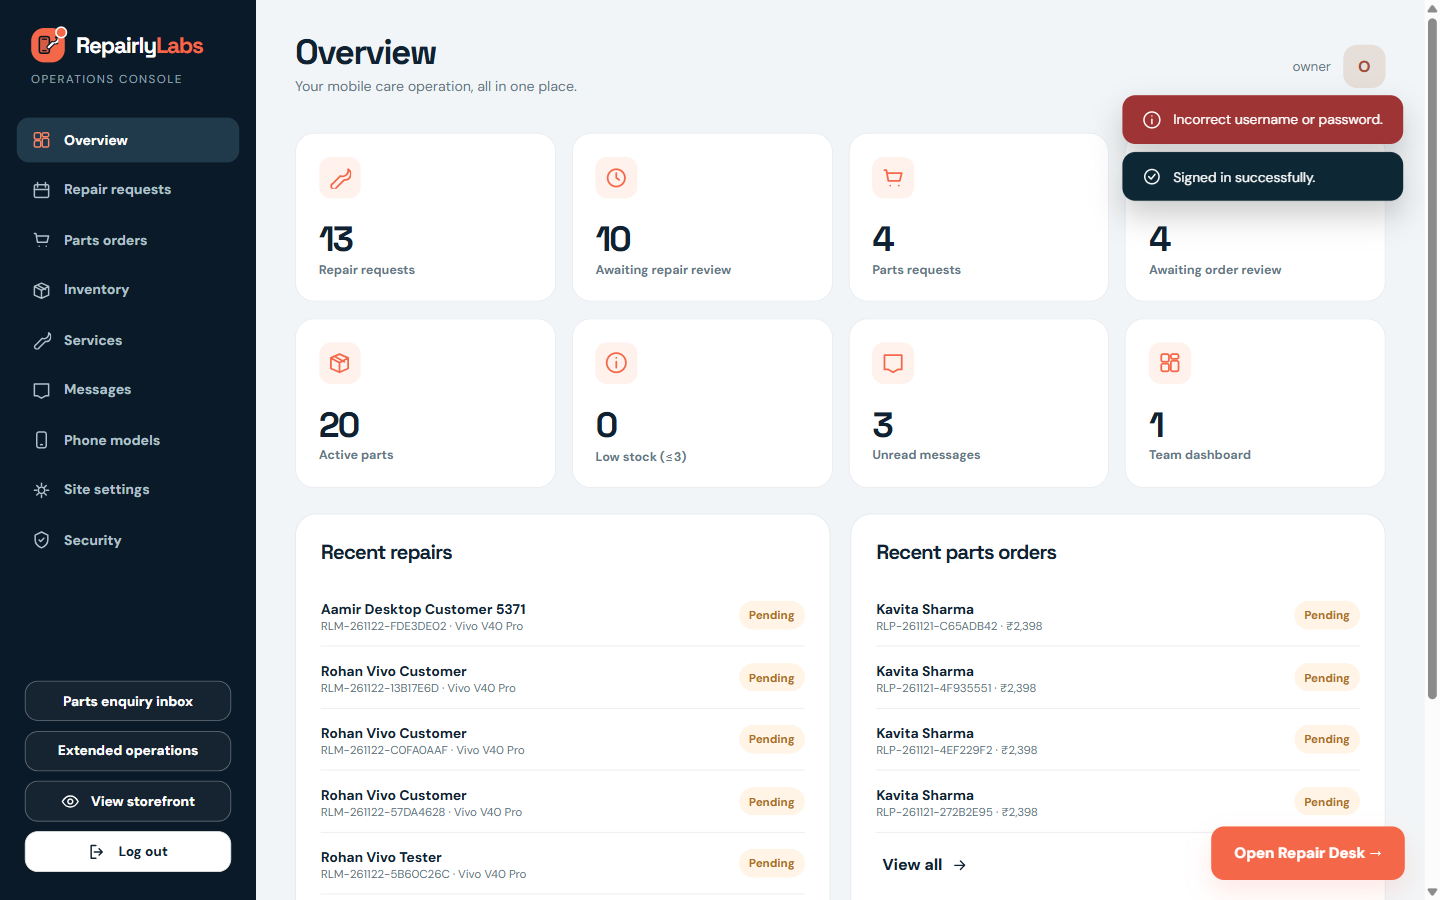 RepairlyLabs
OPERATIONS CONSOLE
Overview
Repair requests
Parts orders
Inventory
Services
Messages
Phone models
Site settings
Security
Parts enquiry inbox
Extended operations
View storefront
Log out
Overview
Your mobile care operation, all in one place.
owner
O
Incorrect username or password.
Signed in successfully.
13
Repair requests
10
Awaiting repair review
4
Parts requests
4
Awaiting order review
20
Active parts
0
Low stock (≤3)
3
Unread messages
1
Team dashboard
Recent repairs
Aamir Desktop Customer 5371
RLM-261122-FDE3DE02 · Vivo V40 Pro
Pending
Rohan Vivo Customer
RLM-261122-13B17E6D · Vivo V40 Pro
Pending
Rohan Vivo Customer
RLM-261122-C0FA0AAF · Vivo V40 Pro
Pending
Rohan Vivo Customer
RLM-261122-57DA4628 · Vivo V40 Pro
Pending
Rohan Vivo Tester
RLM-261122-5B60C26C · Vivo V40 Pro
Pending
Recent parts orders
Kavita Sharma
RLP-261121-C65ADB42 · ₹2,398
Pending
Kavita Sharma
RLP-261121-4F935551 · ₹2,398
Pending
Kavita Sharma
RLP-261121-4EF229F2 · ₹2,398
Pending
Kavita Sharma
RLP-261121-272B2E95 · ₹2,398
Pending
View all →
Open Repair Desk →